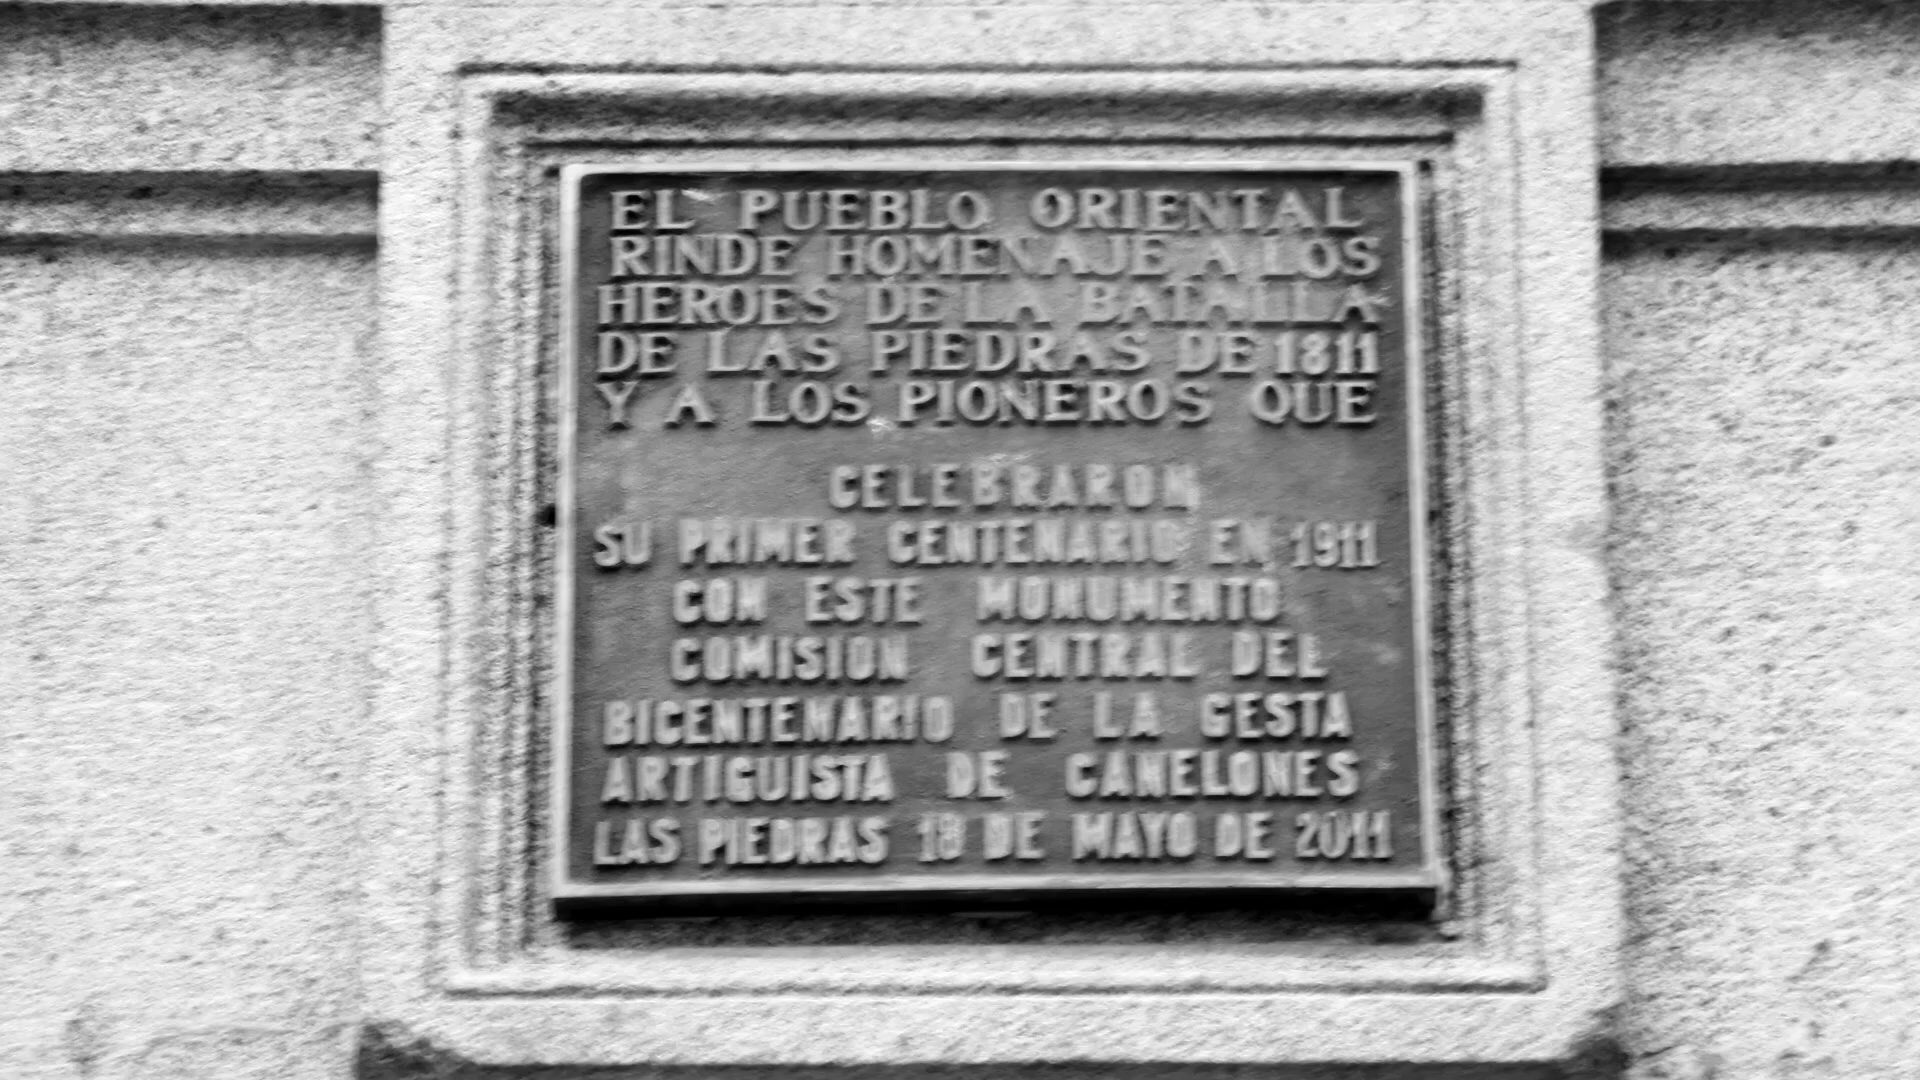 EL PUEBLO ORIENTAL
RINDE HOMENAJE A LOS
HEROES DE LA BATALLA
DE LAS PIEDRAS DE 1811
Y A LOS PIONEROS QUE
CELEBRARON
SU PRIMER CENTENARIO EN 1911
CON ESTE MONUMENTO
COMISION CENTRAL DEL
BICENTENARIO DE LA GESTA
ARTIGUISTA DE CANELONES
LAS PIEDRAS 18 DE MAYO DE 2011